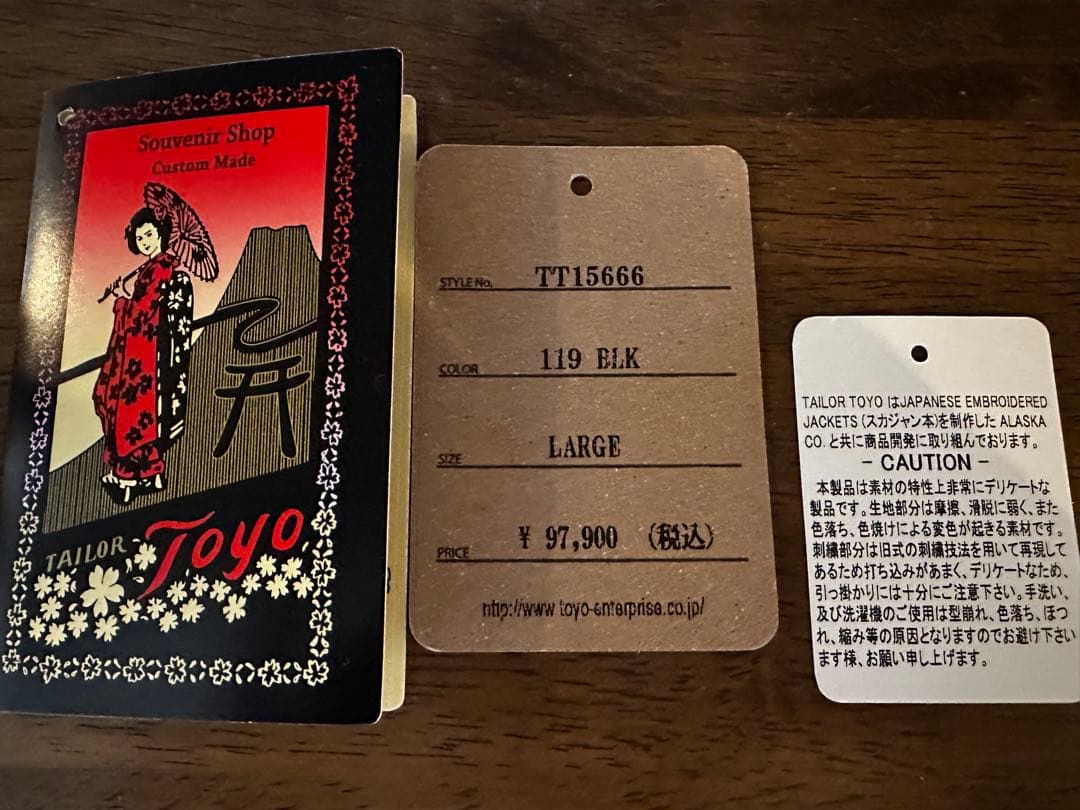 Souvenir Shop
Custom Made
TAILOR Toyo
STYLE No. TT15666
COLOR 119 BLK
SIZE LARGE
PRICE ¥ 97,900 (税込)
http://www.toyo-enterprise.co.jp/
TAILOR TOYO はJAPANESE EMBROIDERED
JACKETS (スカジャン本)を制作した ALASKA
CO. と共に商品開発に取り組んでおります。
- CAUTION -
本製品は素材の特性上非常にデリケートな
製品です。生地部分は摩擦、滑脱に弱く、また
色落ち、色焼けによる変色が起きる素材です。
刺繍部分は旧式の刺繍技法を用いて再現して
あるため打ち込みがあまく、デリケートなため、
引っ掛かりには十分にご注意下さい。手洗い、
及び洗濯機のご使用は型崩れ、色落ち、ほつ
れ、縮み等の原因となりますのでお避け下さい
ます様、お願い申し上げます。